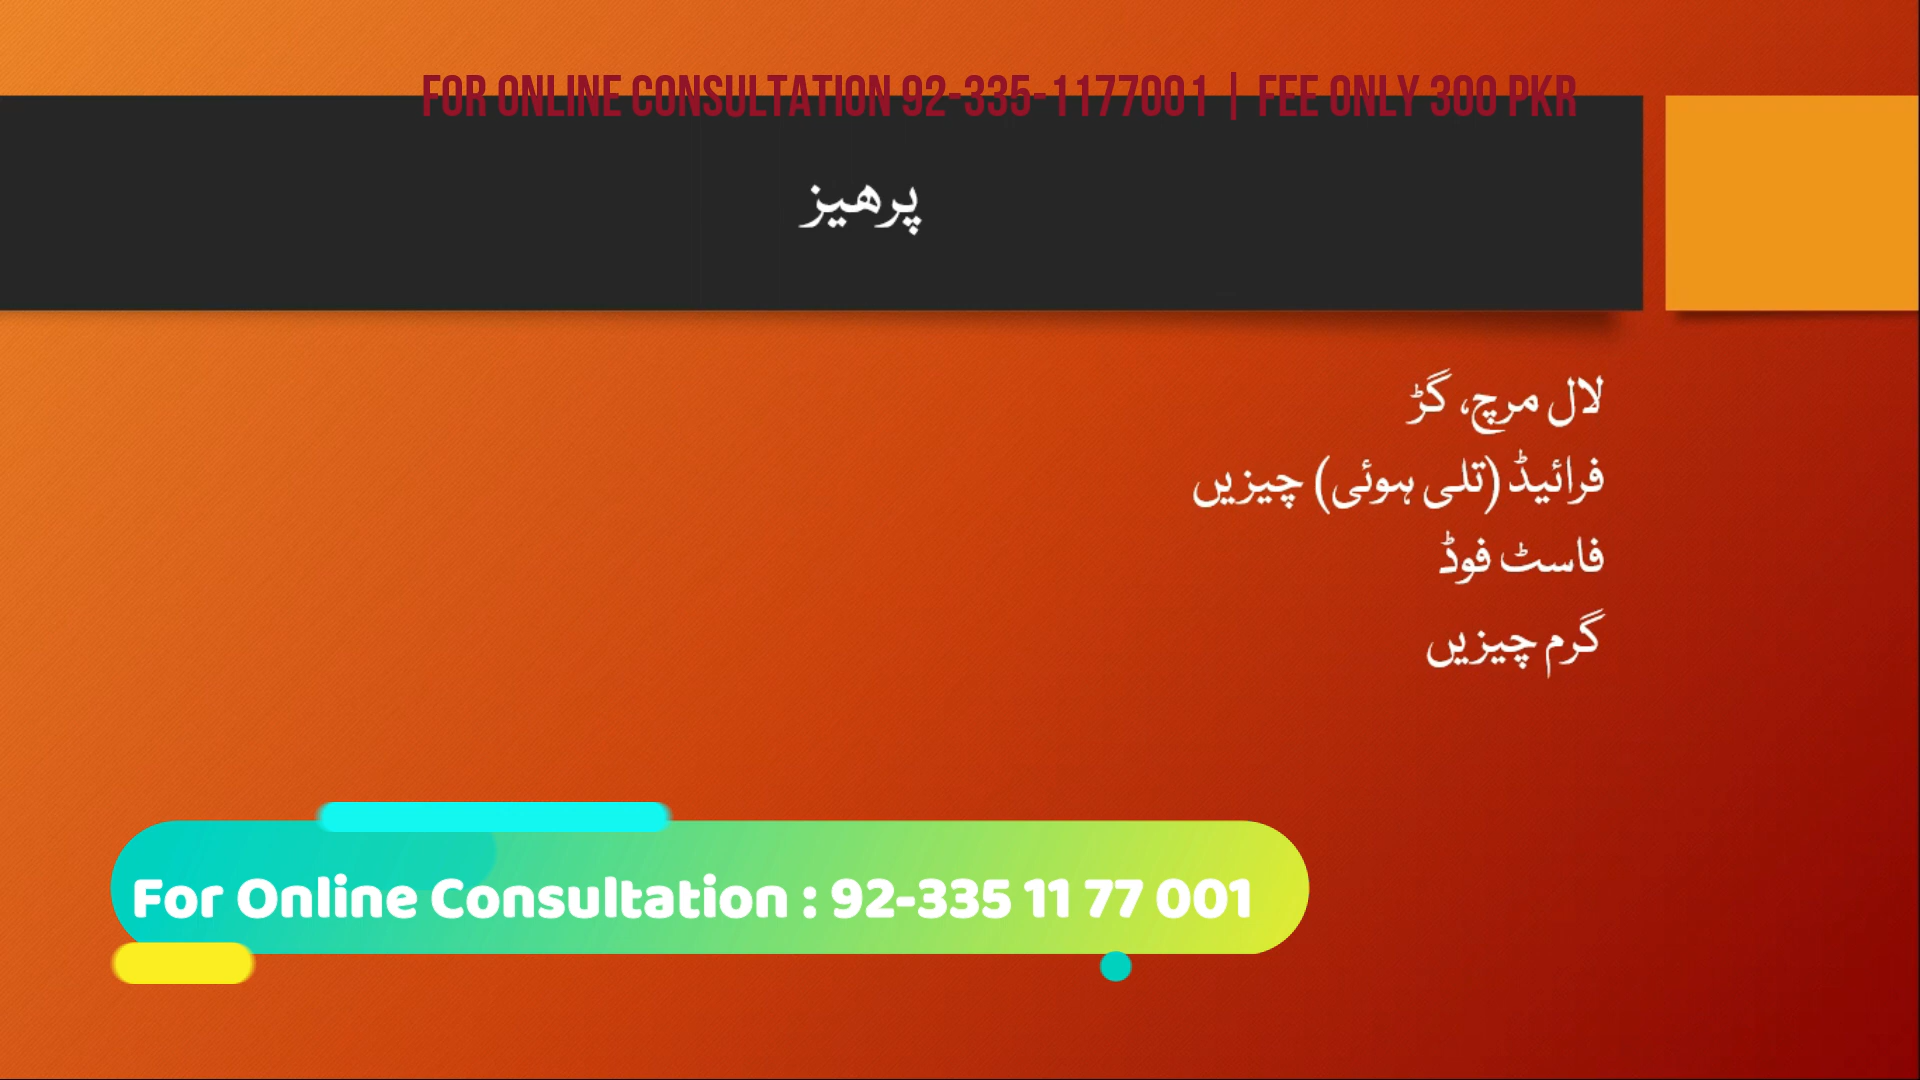 FOR ONLINE CONSULTATION 92-335-1177001 | FEE ONLY 300 PKR
پرھیز
لال مرچ، گڑ
فرائیڈ (تلی ہوئی) چیزیں
فاسٹ فوڈ
گرم چیزیں
For Online Consultation : 92-335 11 77 001